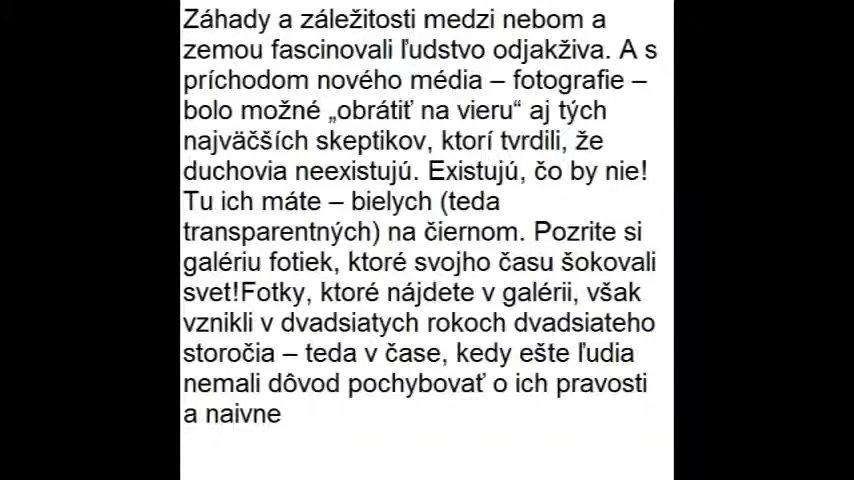 Záhady a záležitosti medzi nebom a
zemou fascinovali ľudstvo odjakživa. A s
príchodom nového média – fotografie –
bolo možné „obrátiť na vieru“ aj tých
najväčších skeptikov, ktorí tvrdili, že
duchovia neexistujú. Existujú, čo by nie!
Tu ich máte – bielych (teda
transparentných) na čiernom. Pozrite si
galériu fotiek, ktoré svojho času šokovali
svet!Fotky, ktoré nájdete v galérii, však
vznikli v dvadsiatych rokoch dvadsiateho
storočia – teda v čase, kedy ešte ľudia
nemali dôvod pochybovať o ich pravosti
a naivne